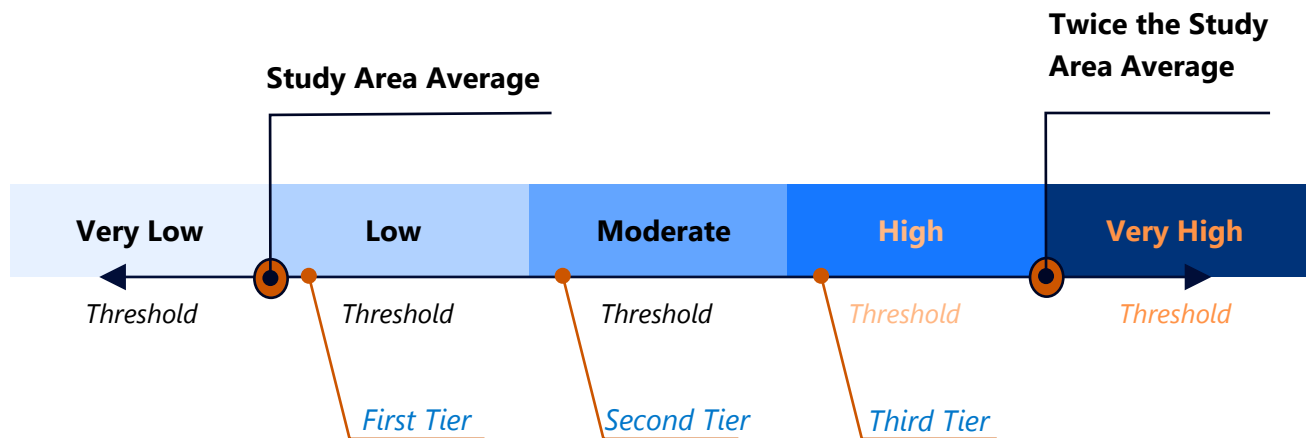 Twice the Study
Area Average
Study Area Average
Very Low
Low
Moderate
High
Very High
Threshold
Threshold
Threshold
Threshold
Threshold
First Tier
Second Tier
Third Tier